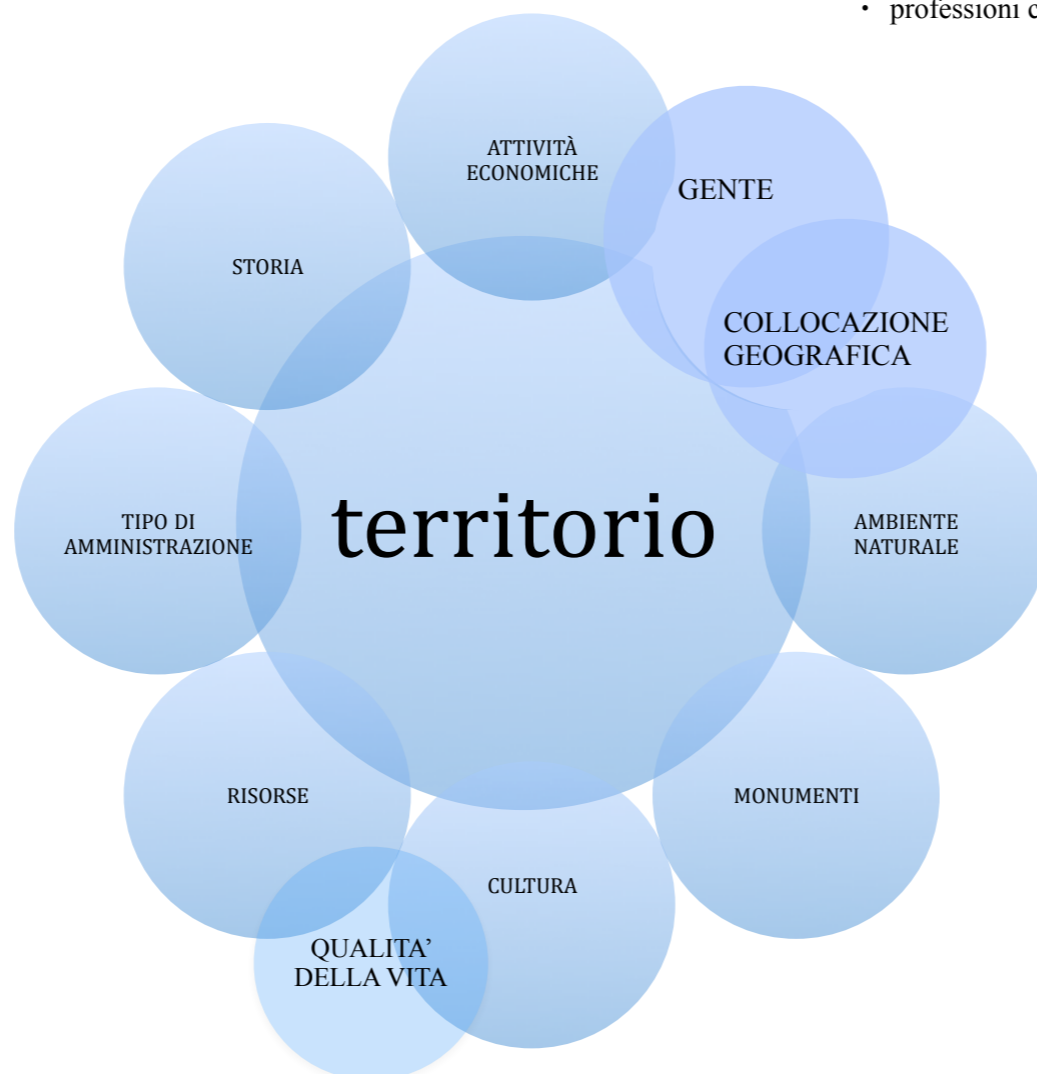 • professioni
ATTIVITÀ
ECONOMICHE
GENTE
STORIA
COLLOCAZIONE
GEOGRAFICA
territorio
TIPO DI
AMMINISTRAZIONE
AMBIENTE
NATURALE
RISORSE
MONUMENTI
CULTURA
QUALITA’
DELLA VITA